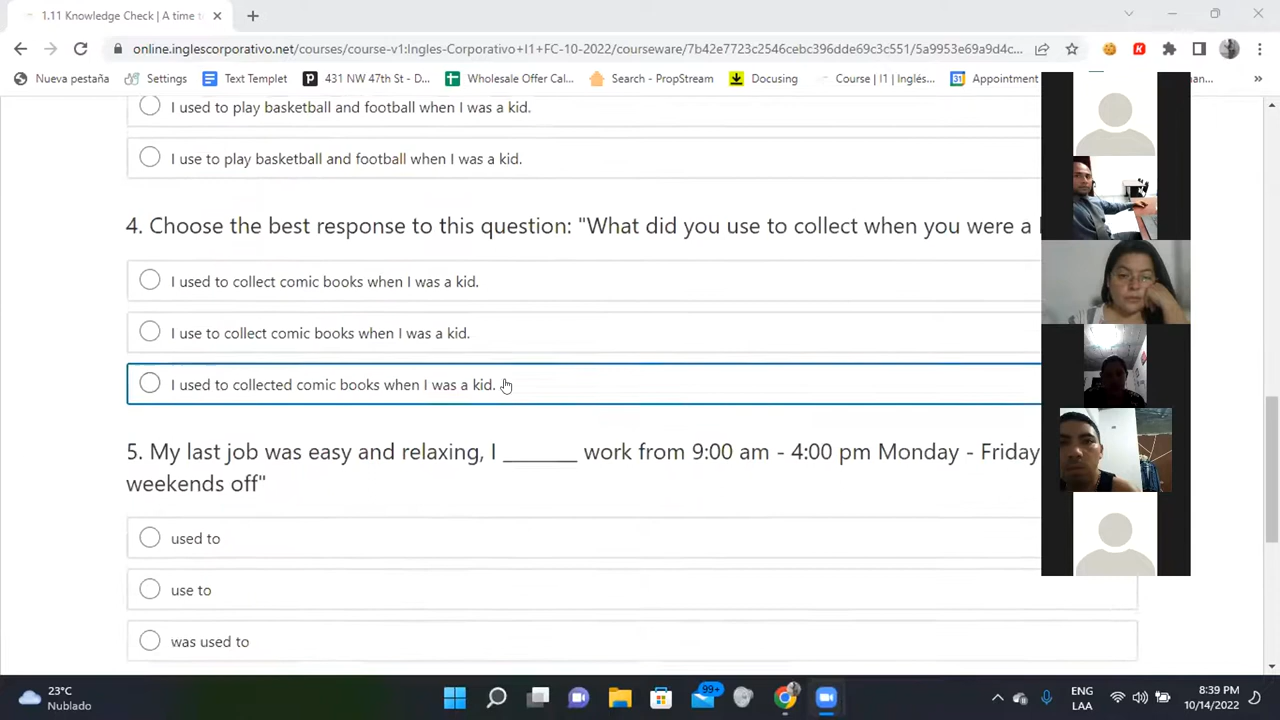 1.11 Knowledge Check | A time t
online.inglescorporativo.net/courses/course-v1:Ingles-Corporativo+I1+FC-10-2022/courseware/7b42e7723c2546cebc396dde69c3c551/5a9953e69a9d4c...
Nueva pestaña
Settings
Text Templet
431 NW 47th St - D...
Wholesale Offer Cal...
Search - PropStream
Docusing
Course | I1 | Inglés...
Appointment
»
I used to play basketball and football when I was a kid.
I use to play basketball and football when I was a kid.
4. Choose the best response to this question: "What did you use to collect when you were a
I used to collect comic books when I was a kid.
I use to collect comic books when I was a kid.
I used to collected comic books when I was a kid.
5. My last job was easy and relaxing, I _______ work from 9:00 am - 4:00 pm Monday - Friday
weekends off"
used to
use to
was used to
23°C
Nublado
99+
ENG
LAA
8:39 PM
10/14/2022